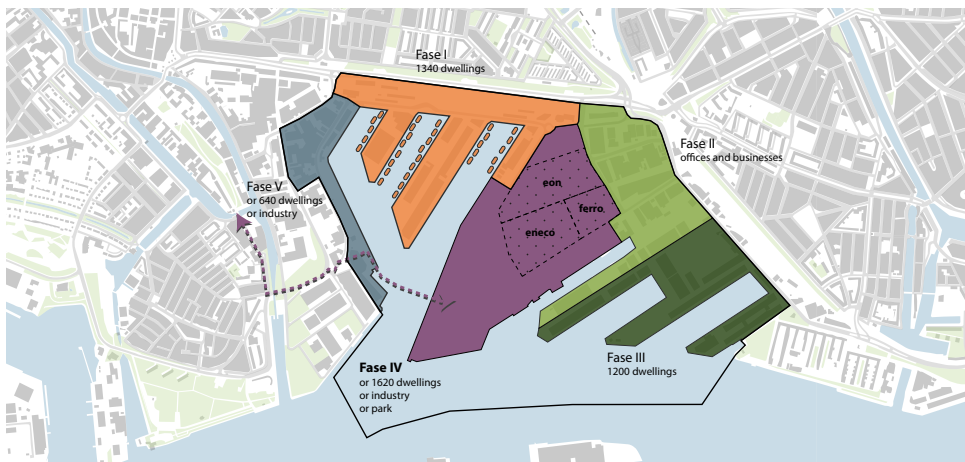 Fase I
1340 dwellings
Fase II
offices and businesses
Fase V
or 640 dwellings
or industry
eon
ferro
eneco
Fase III
1200 dwellings
Fase IV
or 1620 dwellings
or industry
or park